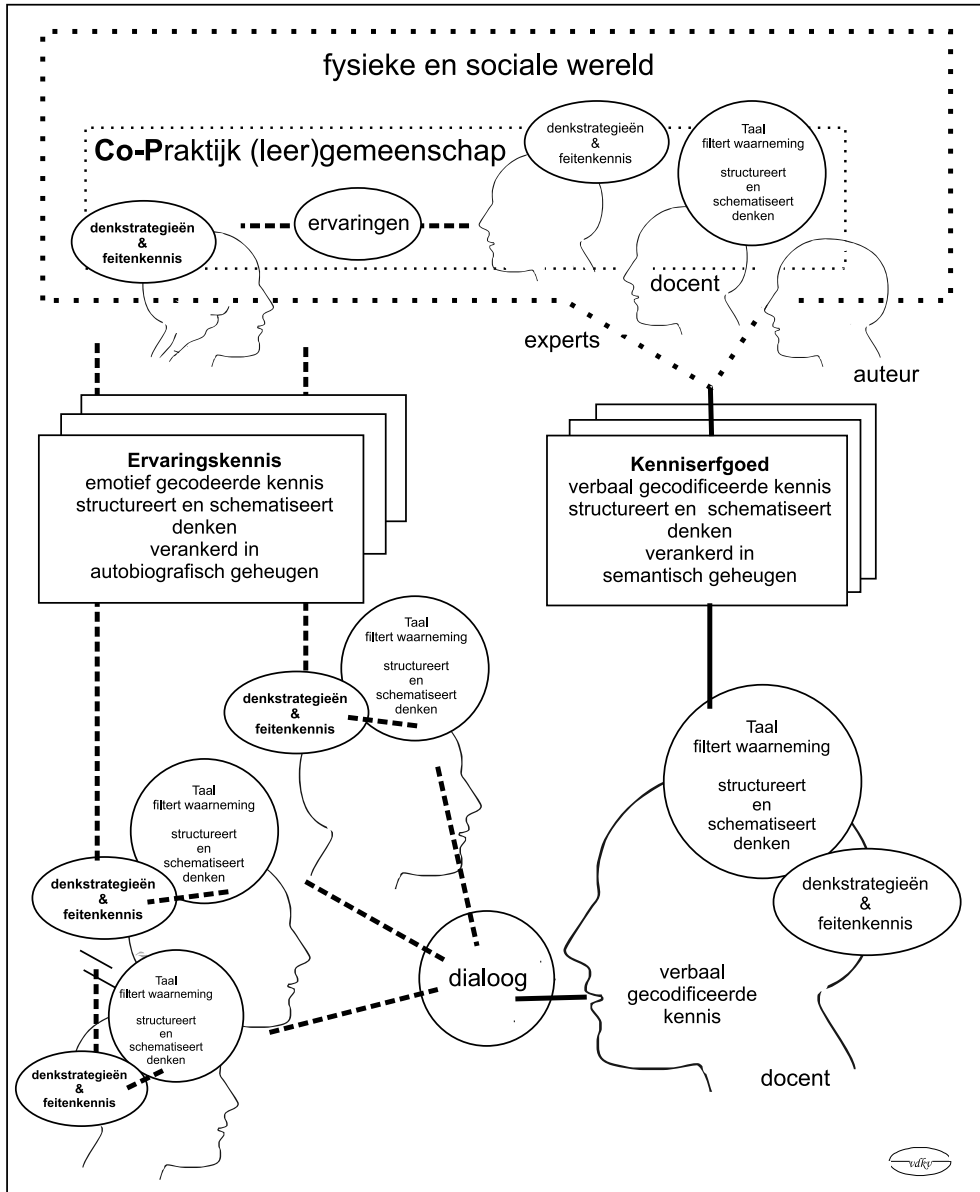 fysieke en sociale wereld
Co-Praktijk (leer)gemeenschap
denkstrategieën
&
feitenkennis
Taal
filtert waarneming
structureert
en
schematiseert
denken
denkstrategieën
&
feitenkennis
ervaringen
docent
experts
auteur
Ervaringskennis
emotief gecodeerde kennis
structureert en schematiseert
denken
verankerd in
autobiografisch geheugen
Kenniserfgoed
verbaal gecodificeerde kennis
structureert en schematiseert
denken
verankerd in
semantisch geheugen
Taal
filtert waarneming
structureert
en
schematiseert
denken
denkstrategieën
&
feitenkennis
Taal
filtert waarneming
structureert
en
schematiseert
denken
denkstrategieën
&
feitenkennis
Taal
filtert waarneming
structureert
en
schematiseert
denken
denkstrategieën
&
feitenkennis
Taal
filtert waarneming
structureert
en
schematiseert
denken
denkstrategieën
&
feitenkennis
dialoog
verbaal
gecodificeerde
kennis
docent
vdkv